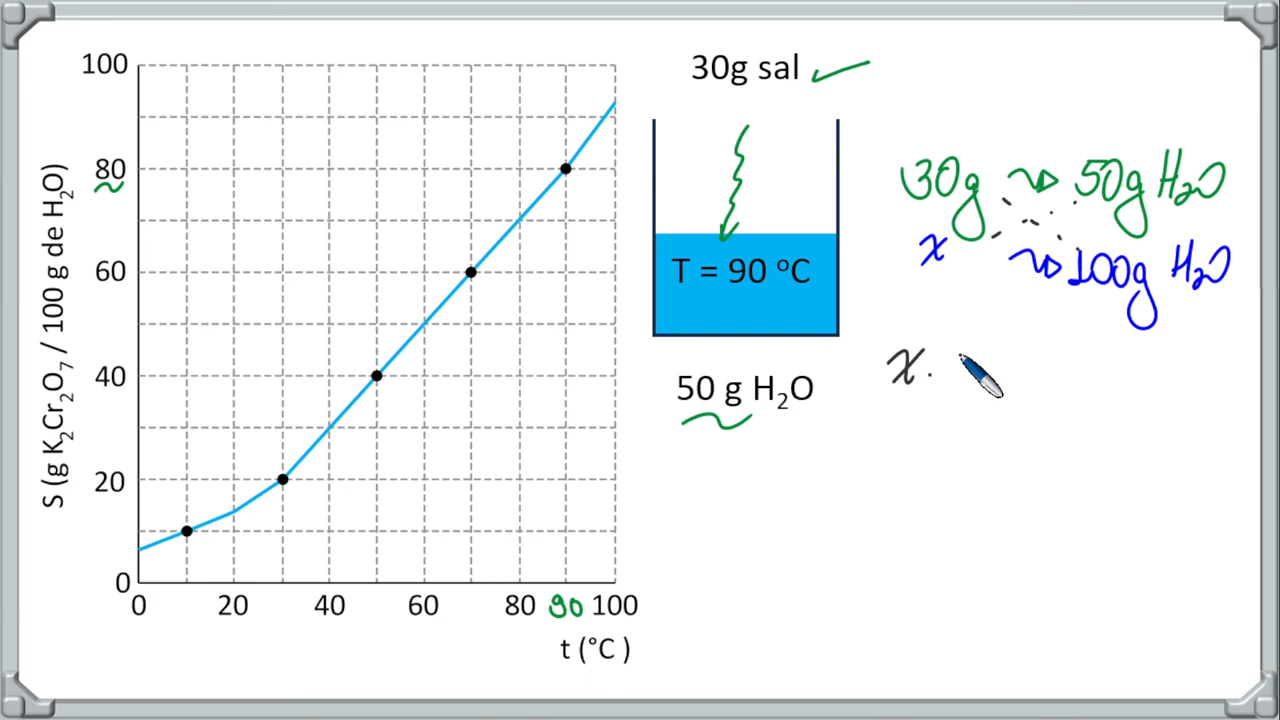 S (g K₂Cr₂O₇ / 100 g de H₂O)
100
80
60
40
20
0
0 20 40 60 80 90 100
t (°C )
30g sal
T = 90 °C
50 g H₂O
30g 50g H₂O
x 100g H₂O
x.